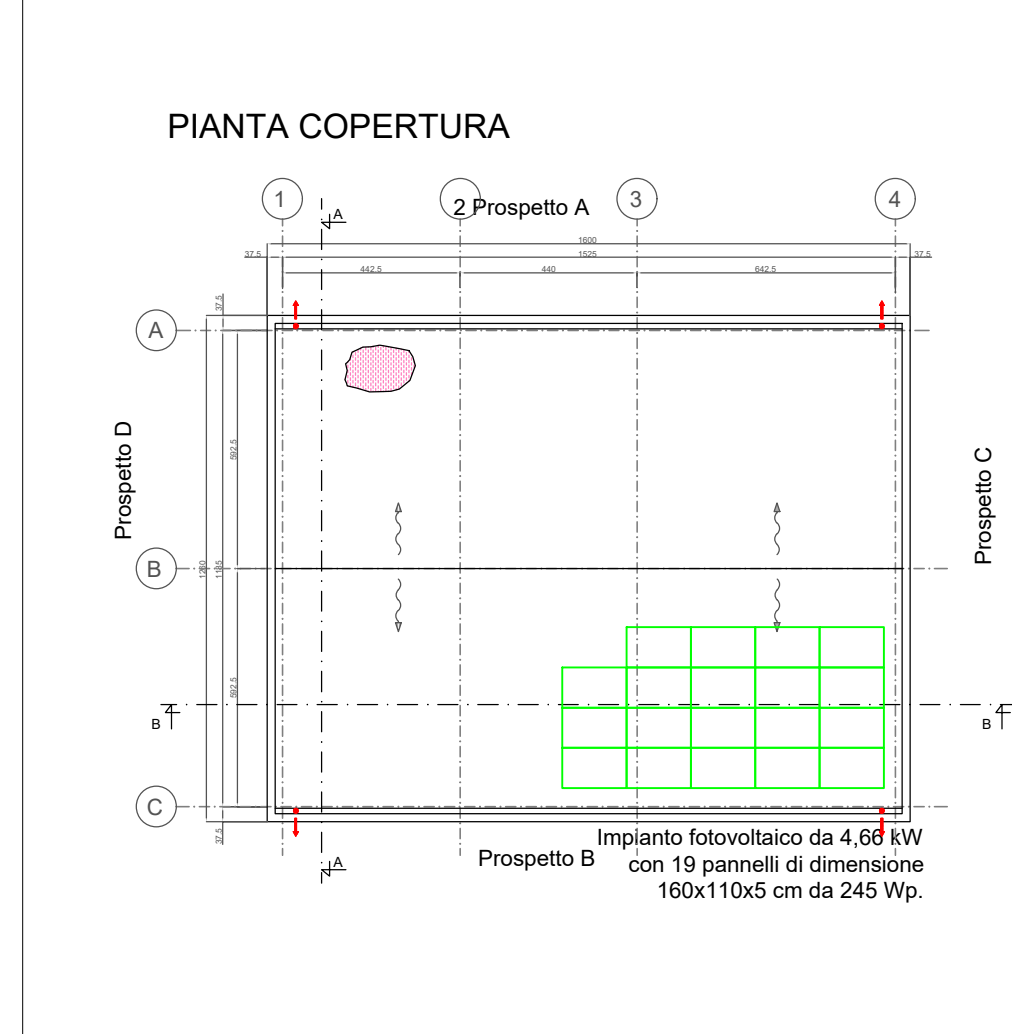 PIANTA COPERTURA
1
2 Prospetto A
3
4
A
1600
37.5
1525
37.5
442.5
440
642.5
37.5
A
592.5
Prospetto D
Prospetto C
B
1260
1185
592.5
B
B
C
37.5
Prospetto B
A
Impianto fotovoltaico da 4,66 kW
con 19 pannelli di dimensione
160x110x5 cm da 245 Wp.